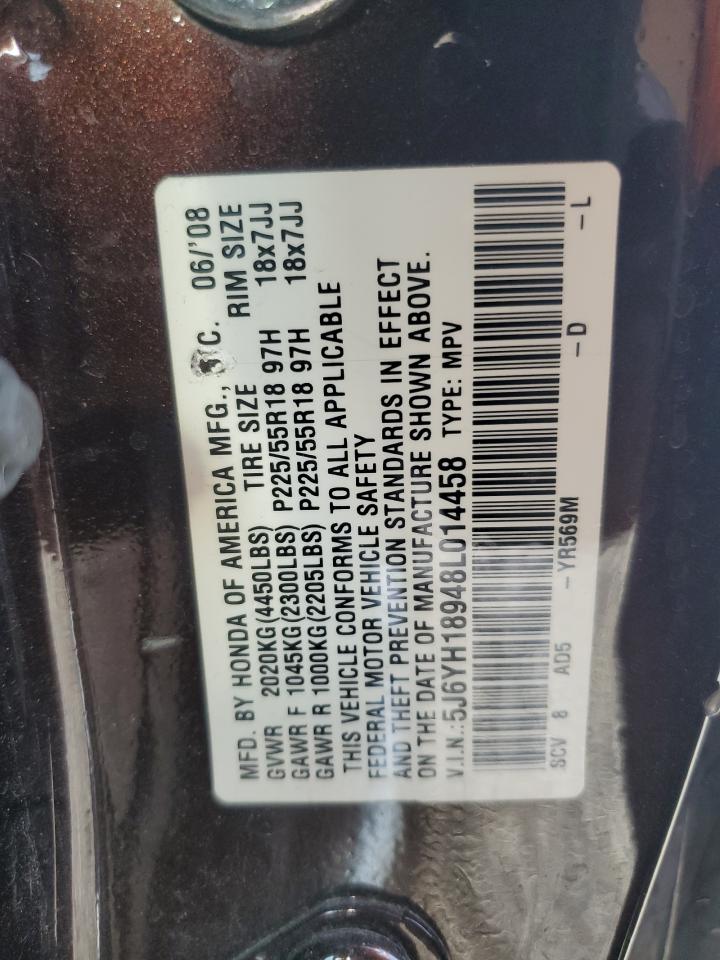 MFD. BY HONDA OF AMERICA MFG., INC. 06/'08
GVWR 2020KG(4450LBS) TIRE SIZE RIM SIZE
GAWR F 1045KG(2300LBS) P225/55R18 97H 18x7JJ
GAWR R 1000KG(2205LBS) P225/55R18 97H 18x7JJ
THIS VEHICLE CONFORMS TO ALL APPLICABLE
FEDERAL MOTOR VEHICLE SAFETY
AND THEFT PREVENTION STANDARDS IN EFFECT
ON THE DATE OF MANUFACTURE SHOWN ABOVE.
V.I.N.:5J6YH18948L014458 TYPE: MPV
SCV 8 AD5 –YR569M –D –L